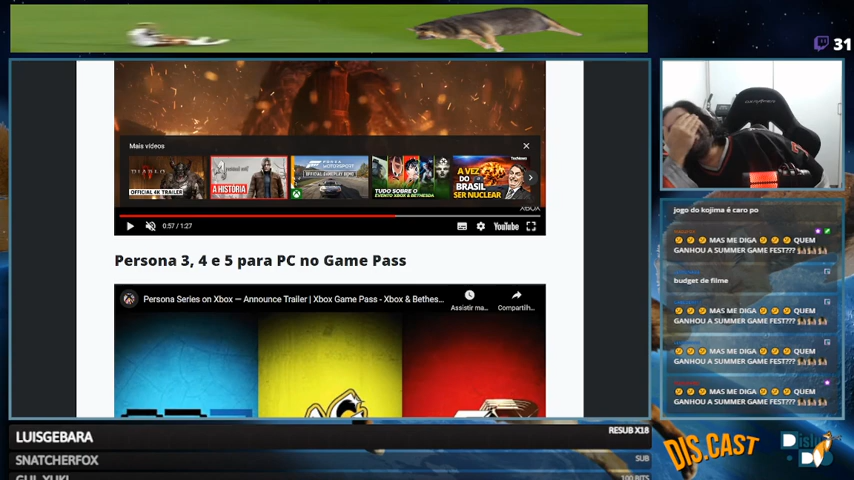 31
Mais vídeos
DIABLO
OFFICIAL 4K TRAILER
A HISTÓRIA
FORZA
MOTORSPORT
OFFICIAL GAMEPLAY DEMO
TUDO SOBRE O
EVENTO XBOX & BETHESDA
A VEZ
DO
BRASIL
SER NUCLEAR
0:57 / 1:27
YouTube
Persona 3, 4 e 5 para PC no Game Pass
Persona Series on Xbox — Announce Trailer | Xbox Game Pass - Xbox & Bethes...
Assistir ma...
Compartilh...
jogo do kojima é caro po
MAS ME DIGA QUEM
GANHOU A SUMMER GAME FEST???
budget de filme
MAS ME DIGA QUEM
GANHOU A SUMMER GAME FEST???
MAS ME DIGA QUEM
GANHOU A SUMMER GAME FEST???
MAS ME DIGA QUEM
GANHOU A SUMMER GAME FEST???
LUISGEBARA
RESUB X18
SNATCHERFOX
SUB
100 BITS
DIS.CAST